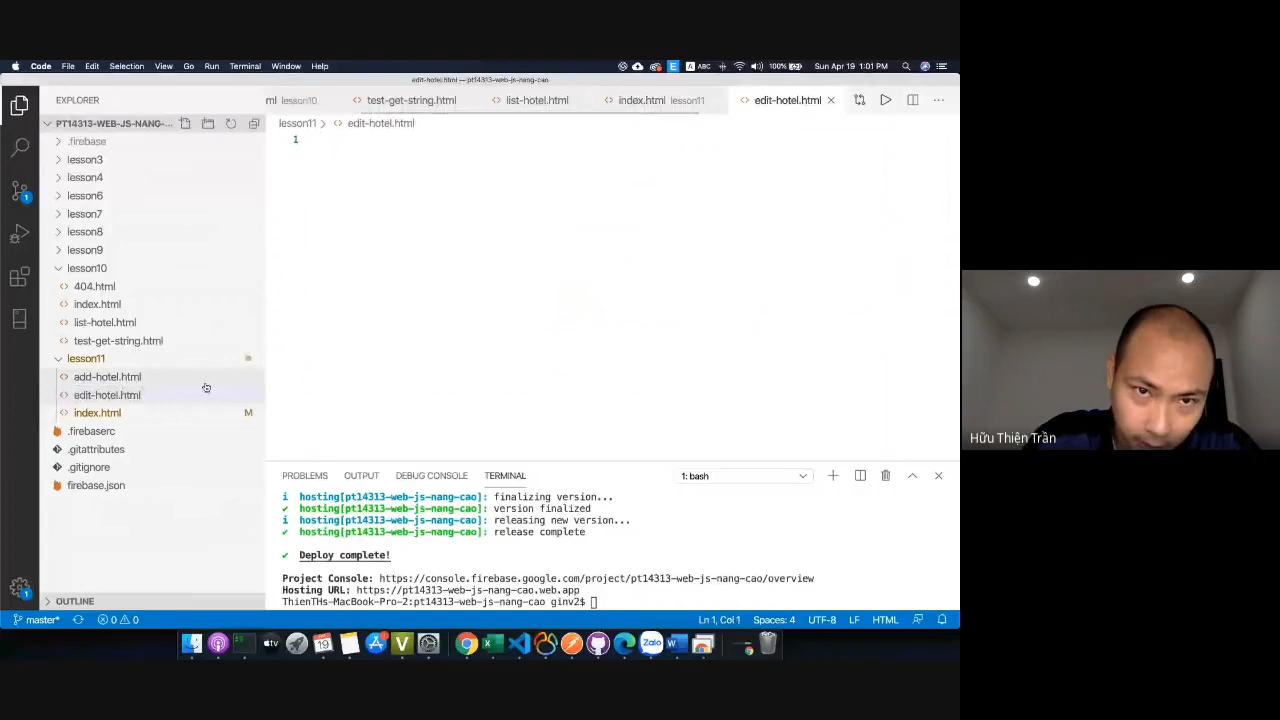 Code File Edit Selection View Go Run Terminal Window Help
A ABC 100% Sun Apr 19 1:01 PM
edit-hotel.html — pt14313-web-js-nang-cao
EXPLORER
ml lesson10 test-get-string.html list-hotel.html index.html lesson11 edit-hotel.html
PT14313-WEB-JS-NANG-...
lesson11 > edit-hotel.html
1
.firebase
lesson3
lesson4
lesson6
lesson7
lesson8
lesson9
lesson10
404.html
index.html
list-hotel.html
test-get-string.html
lesson11
add-hotel.html
edit-hotel.html
index.html M
.firebaserc
.gitattributes
.gitignore
firebase.json
OUTLINE
PROBLEMS OUTPUT DEBUG CONSOLE TERMINAL 1: bash
i hosting[pt14313-web-js-nang-cao]: finalizing version...
✔ hosting[pt14313-web-js-nang-cao]: version finalized
i hosting[pt14313-web-js-nang-cao]: releasing new version...
✔ hosting[pt14313-web-js-nang-cao]: release complete
✔ Deploy complete!
Project Console: https://console.firebase.google.com/project/pt14313-web-js-nang-cao/overview
Hosting URL: https://pt14313-web-js-nang-cao.web.app
ThienTHs-MacBook-Pro-2:pt14313-web-js-nang-cao ginv2$
master* 0 0 Ln 1, Col 1 Spaces: 4 UTF-8 LF HTML
Hữu Thiện Trần
1
1
19
Zalo